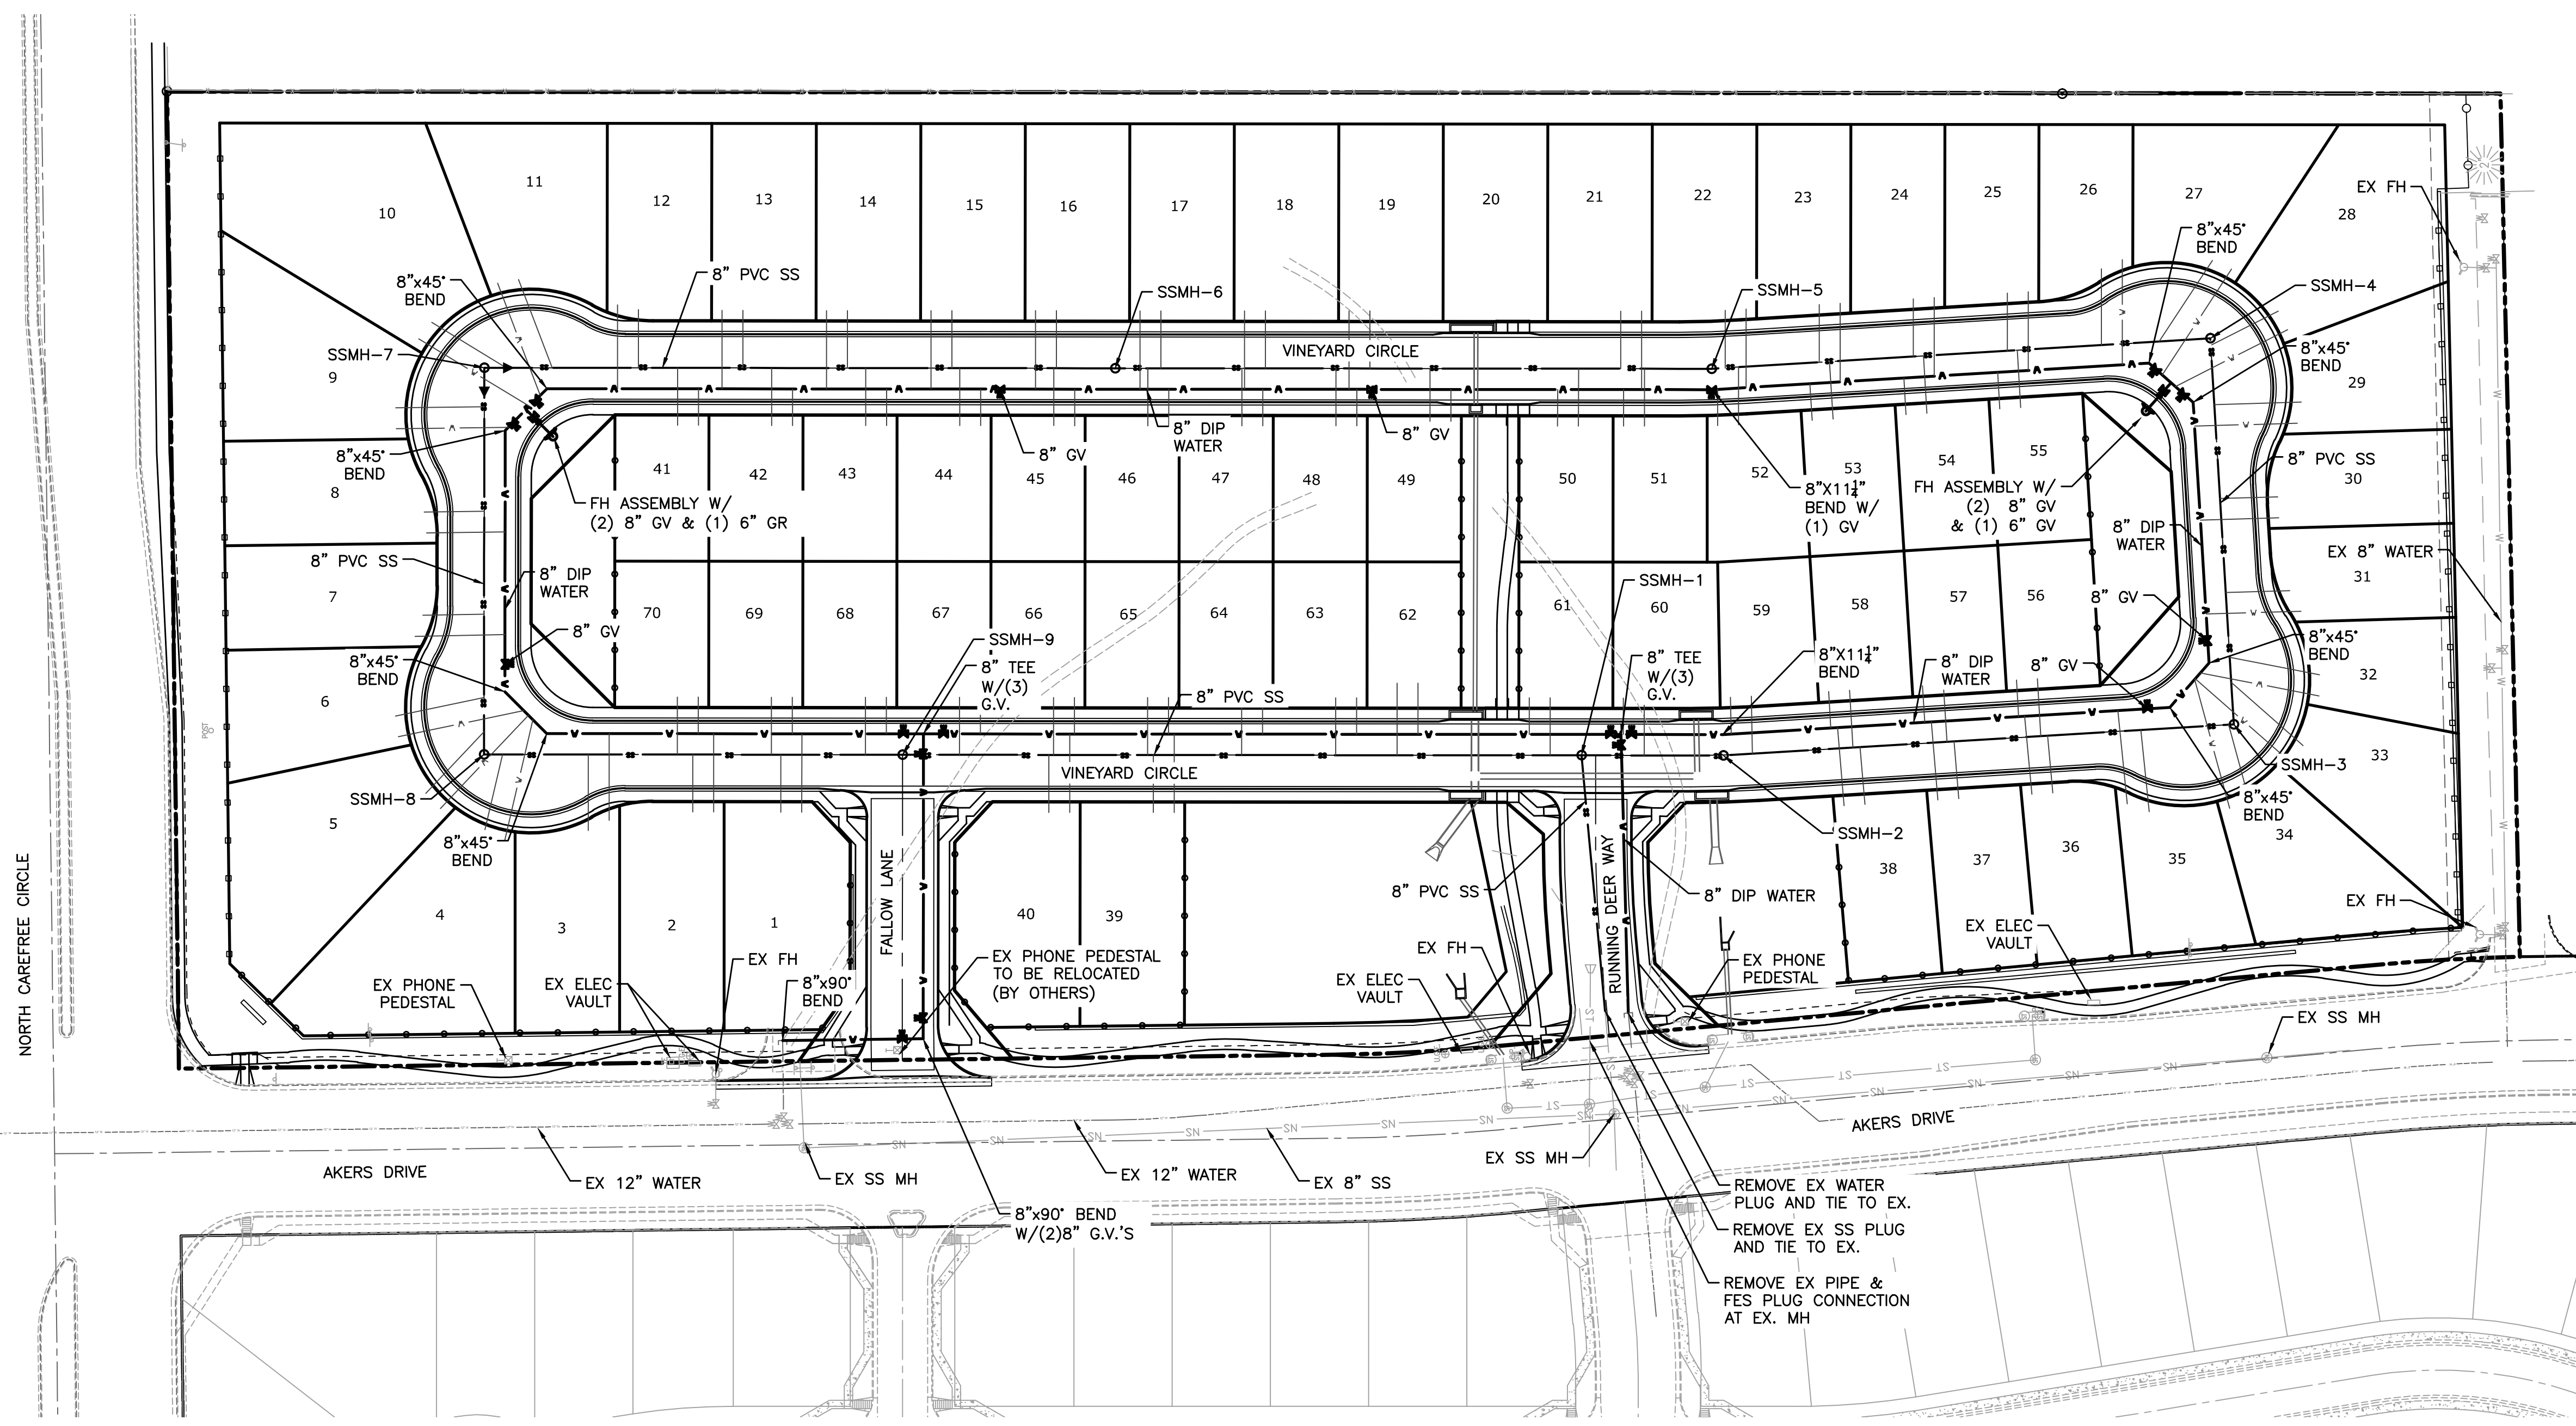 10
11
12
13
14
15
16
17
18
19
20
21
22
23
24
25
26
27
28
EX FH
8"x45°
BEND
8"x45°
BEND
8" PVC SS
SSMH-6
SSMH-5
SSMH-4
VINEYARD CIRCLE
SSMH-7
9
8"x45°
BEND
29
8" DIP
WATER
8" GV
8" GV
8"x45°
BEND
8
41
42
43
44
45
46
47
48
49
50
51
52
53
54
55
8" PVC SS
30
FH ASSEMBLY W/
(2) 8" GV & (1) 6" GR
8"X11¼"
BEND W/
(1) GV
FH ASSEMBLY W/
(2) 8" GV
& (1) 6" GV
8" DIP
WATER
EX 8" WATER
31
8" PVC SS
8" DIP
WATER
7
SSMH-1
70
69
68
67
66
65
64
63
62
61
60
59
58
57
56
8" GV
8" GV
SSMH-9
8" TEE
W/(3)
G.V.
8" TEE
W/(3)
G.V.
8"X11¼"
BEND
8" DIP
WATER
8" GV
8"x45°
BEND
32
8"x45°
BEND
6
8" PVC SS
POST
VINEYARD CIRCLE
33
SSMH-3
SSMH-8
5
8"x45°
BEND
SSMH-2
8"x45°
BEND
34
35
36
37
38
FALLOW LANE
RUNNING DEER WAY
8" PVC SS
8" DIP WATER
NORTH CAREFREE CIRCLE
4
3
2
1
40
39
EX FH
EX ELEC
VAULT
EX PHONE
PEDESTAL
EX ELEC
VAULT
EX FH
8"x90°
BEND
EX PHONE PEDESTAL
TO BE RELOCATED
(BY OTHERS)
EX FH
EX ELEC
VAULT
EX PHONE
PEDESTAL
EX SS MH
AKERS DRIVE
AKERS DRIVE
EX 12" WATER
EX SS MH
EX 12" WATER
EX 8" SS
EX SS MH
8"x90° BEND
W/(2)8" G.V.'S
REMOVE EX WATER
PLUG AND TIE TO EX.
REMOVE EX SS PLUG
AND TIE TO EX.
REMOVE EX PIPE &
FES PLUG CONNECTION
AT EX. MH